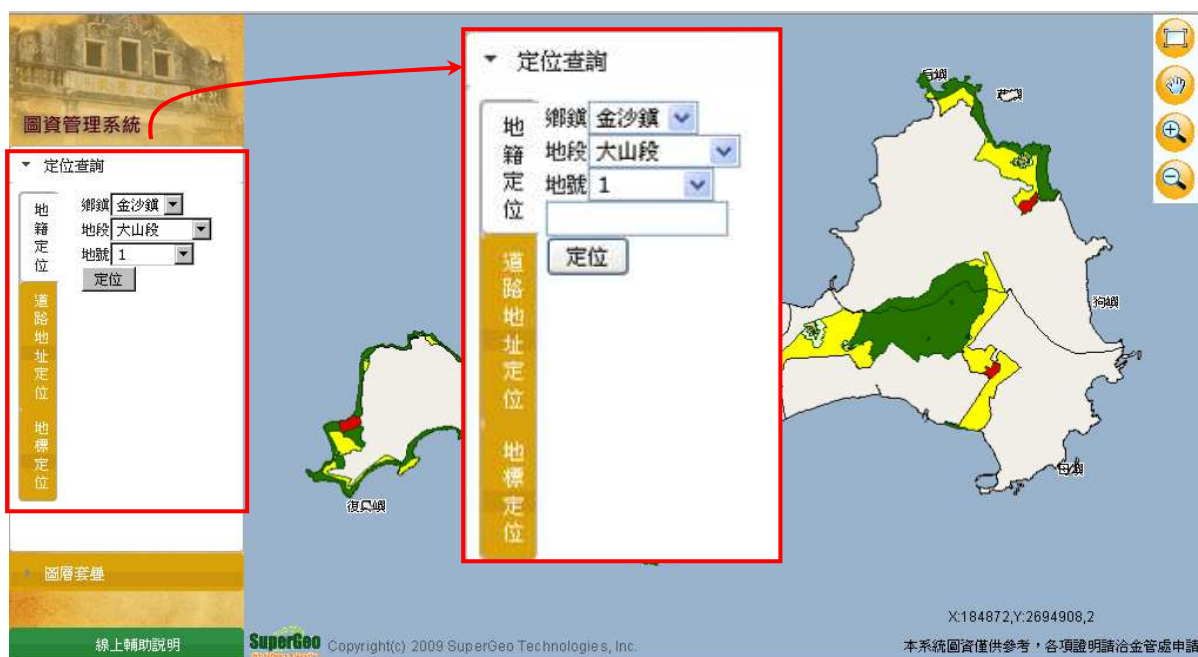 圖資管理系統
定位查詢
地籍定位
鄉鎮 金沙鎮
地段 大山段
地號 1
定位
道路地址定位
地標定位
圖層套疊
線上輔助說明
定位查詢
地籍定位
鄉鎮 金沙鎮
地段 大山段
地號 1
定位
道路地址定位
地標定位
狗嶼
母嶼
復興嶼
X:184872,Y:2694908,2
SuperGeo Copyright(c) 2009 SuperGeo Technologies, Inc.
本系統圖資僅供參考，各項證明請洽金管處申請